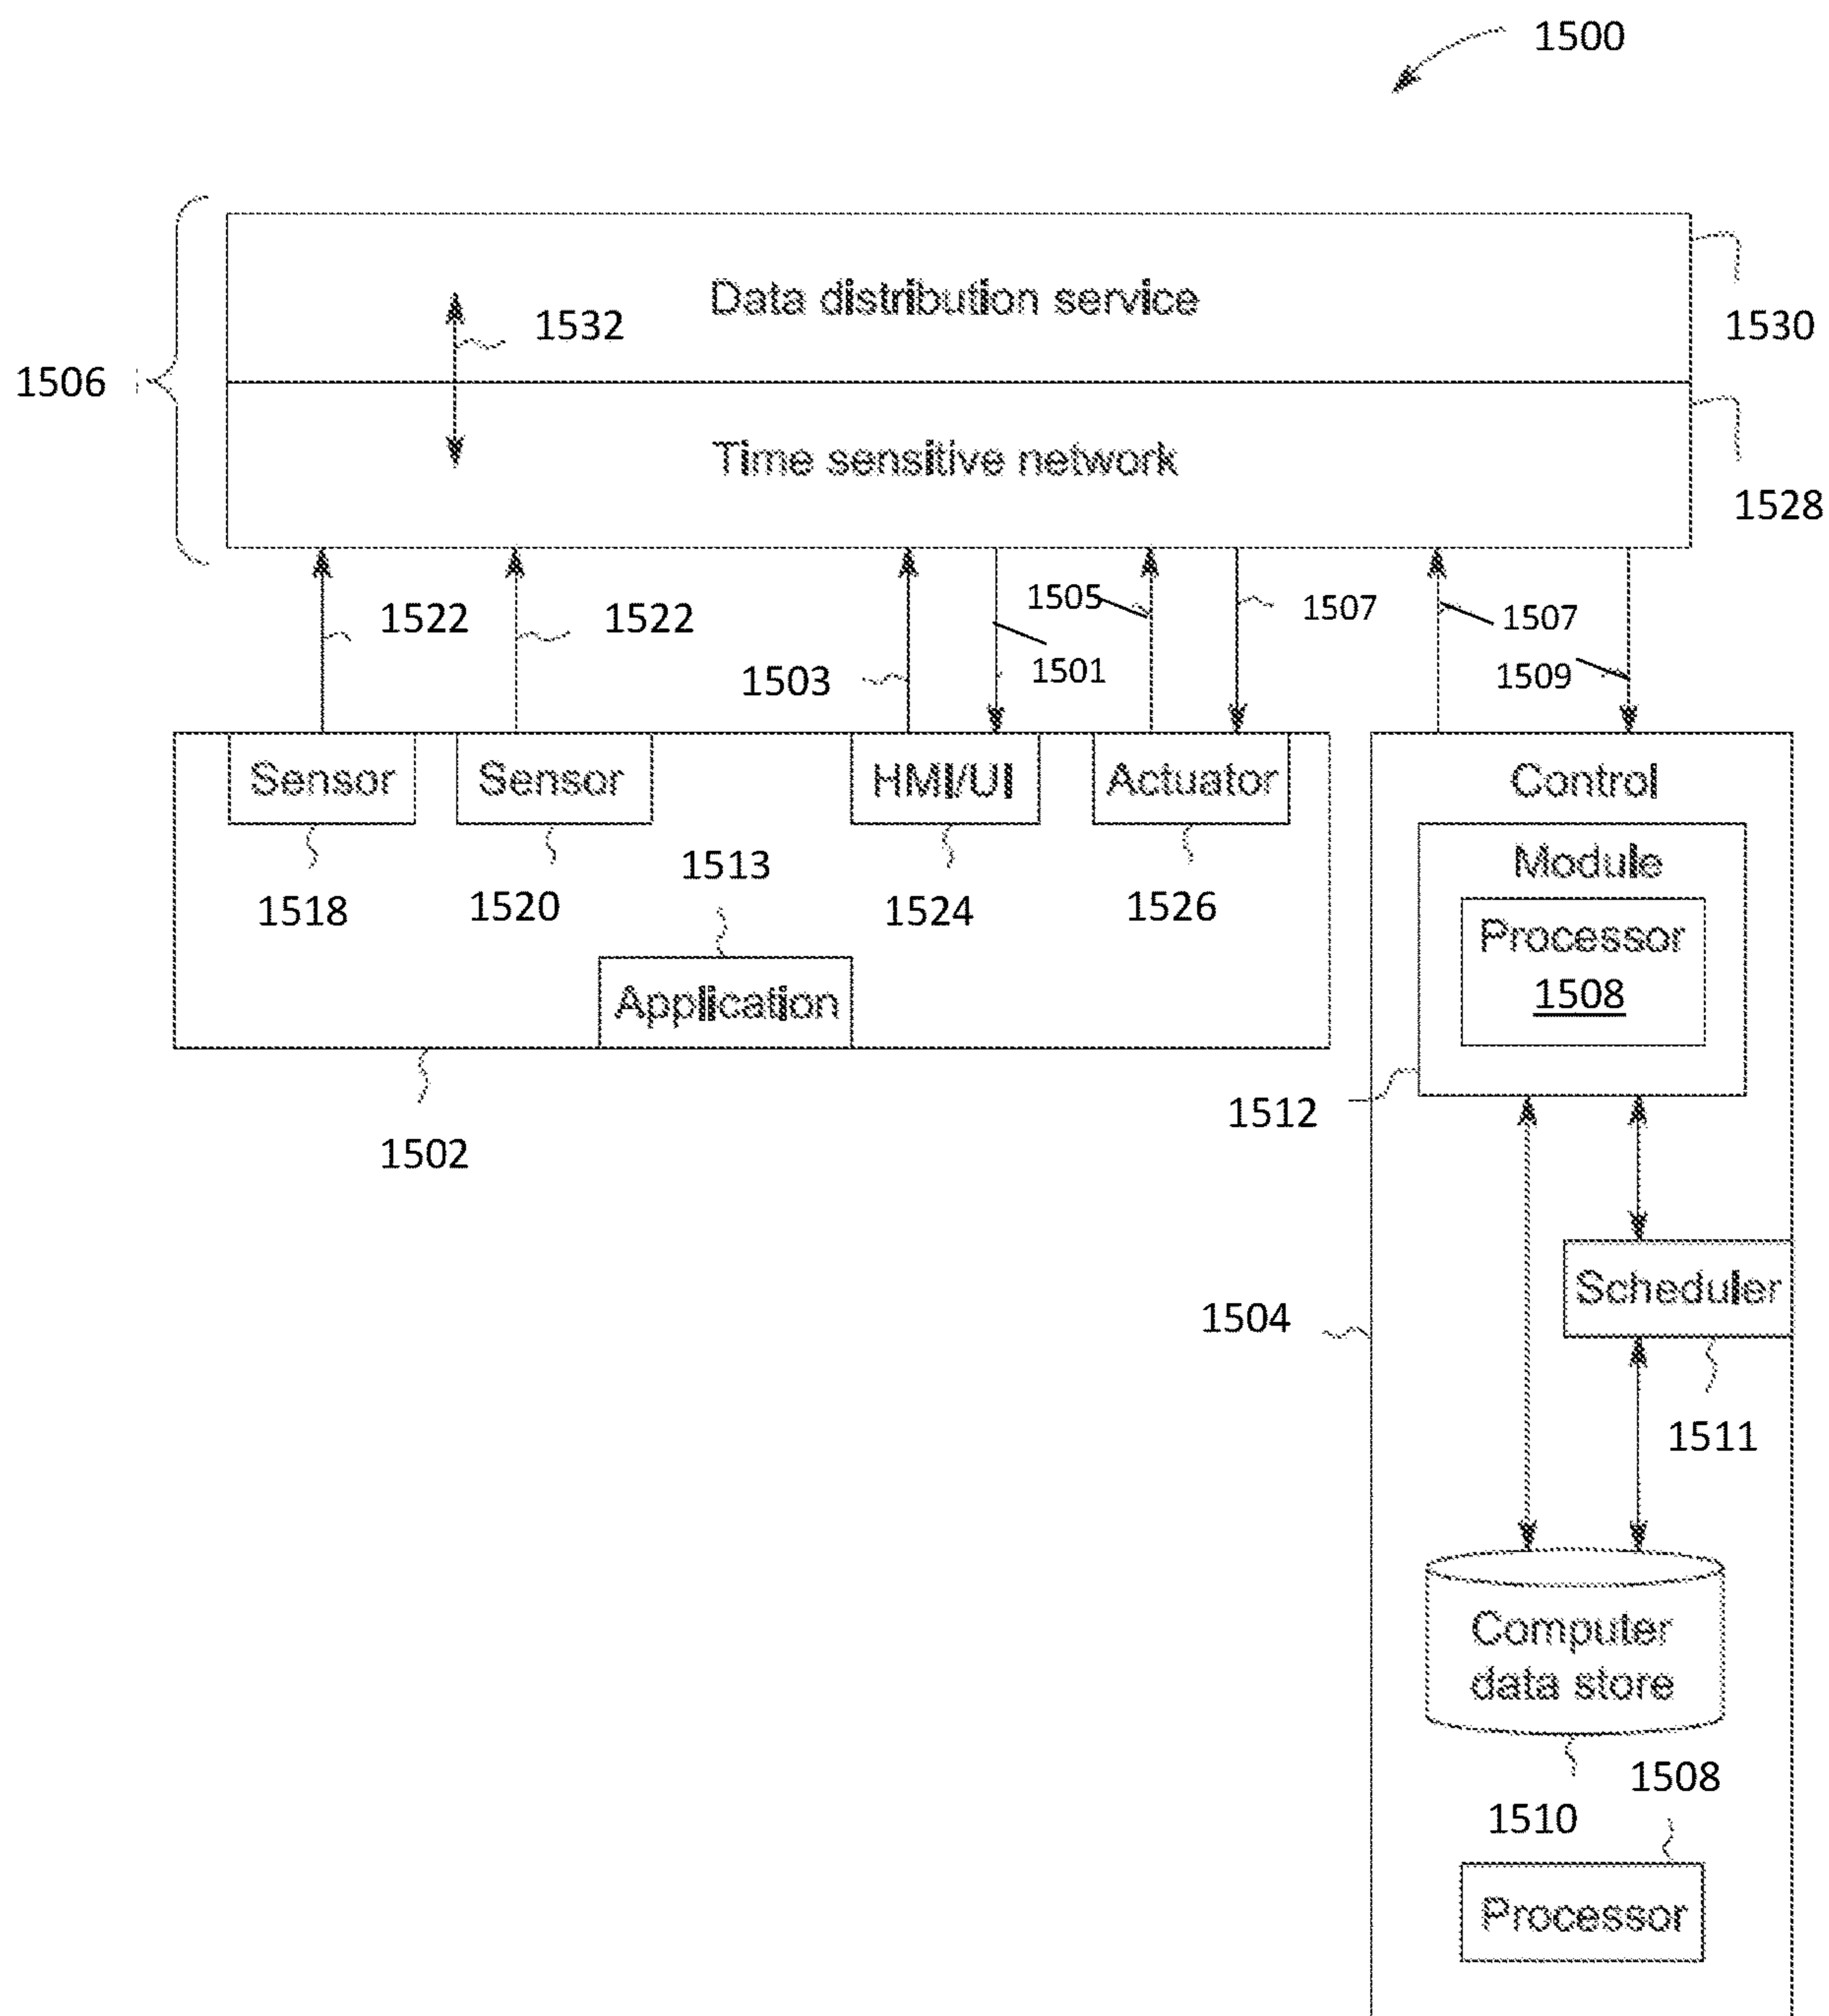 1500
Data distribution service
1532
1530
1506
Time sensitive network
1528
1522
1522
1505
1507
1507
1503
1501
1509
Sensor
Sensor
HMI/UI
Actuator
Control
1518
1520
1513
1524
1526
Module
Processor
1508
Application
1512
1502
Scheduler
1504
1511
Computer
data store
1508
1510
Processor